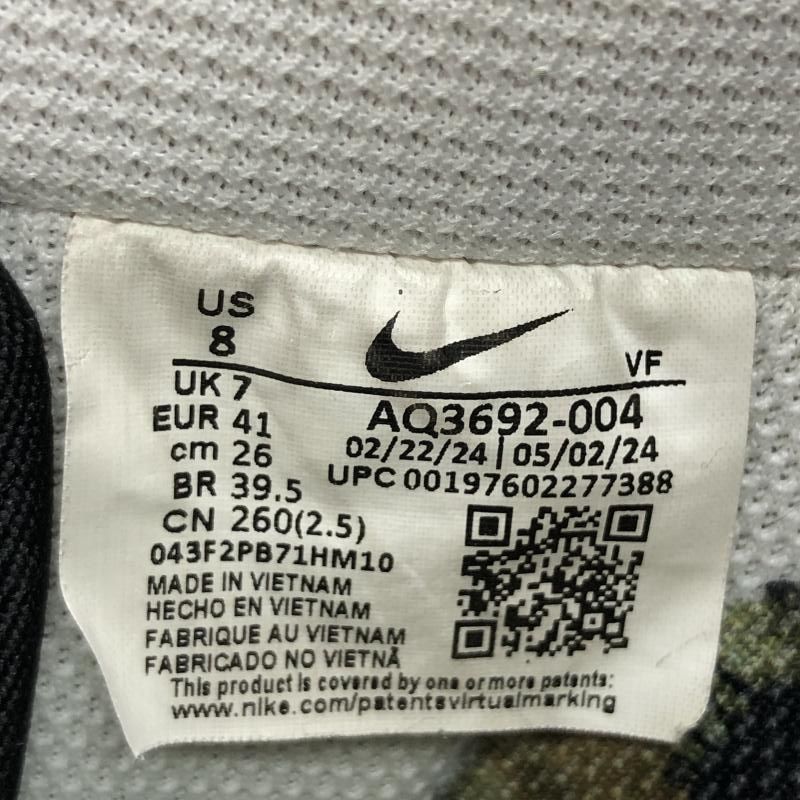 US
8
VF
UK 7
EUR 41
cm 26
BR 39.5
CN 260(2.5)
AQ3692-004
02/22/24 | 05/02/24
UPC 00197602277388
043F2PB71HM10
MADE IN VIETNAM
HECHO EN VIETNAM
FABRIQUE AU VIETNAM
FABRICADO NO VIETNÃ
This product is covered by one or more patents:
www.nike.com/patentsvirtualmarking